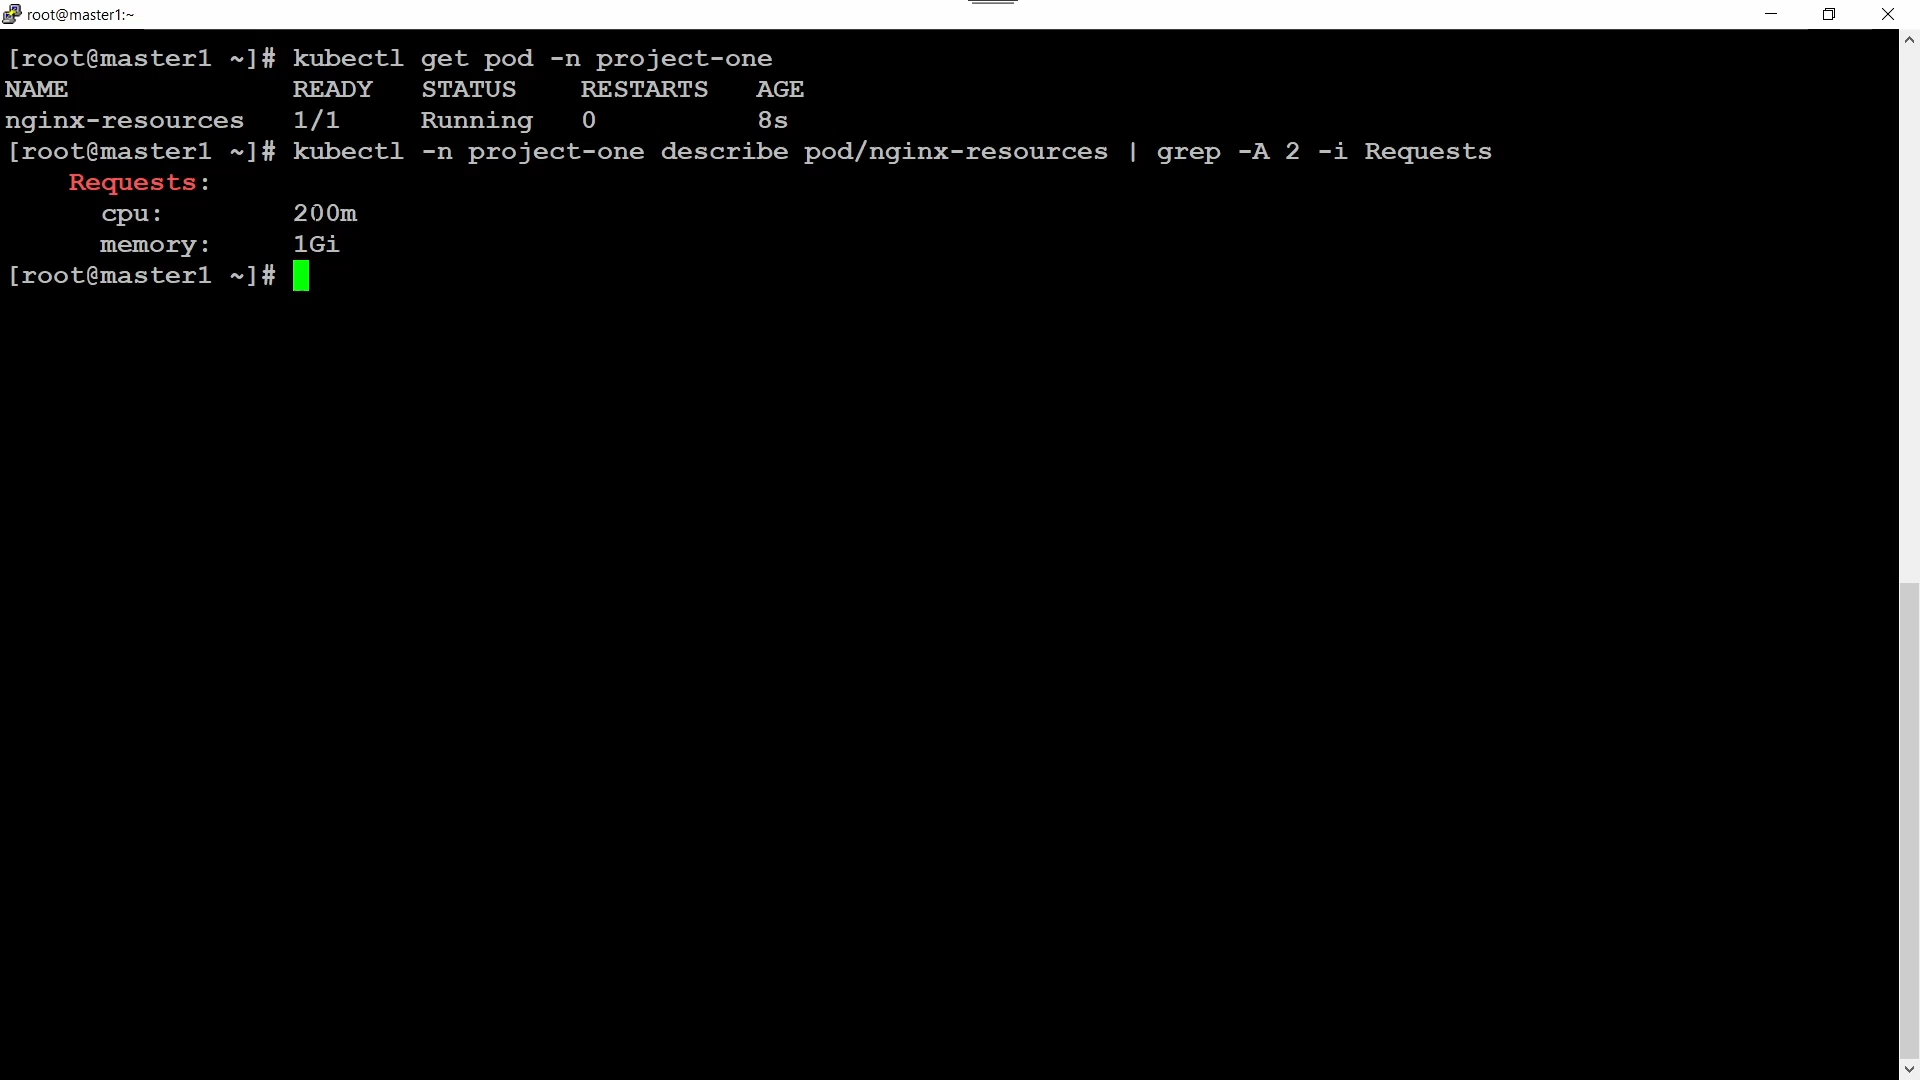 root@master1:~
[root@master1 ~]# kubectl get pod -n project-one
NAME              READY   STATUS    RESTARTS   AGE
nginx-resources   1/1     Running   0          8s
[root@master1 ~]# kubectl -n project-one describe pod/nginx-resources | grep -A 2 -i Requests
    Requests:
      cpu:        200m
      memory:     1Gi
[root@master1 ~]#